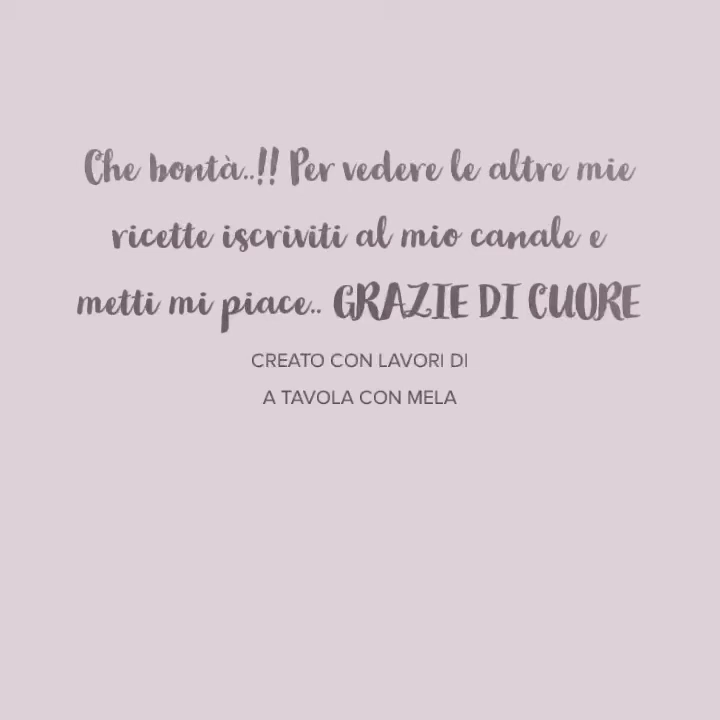 Che bontà..!! Per vedere le altre mie
ricette iscriviti al mio canale e
metti mi piace.. GRAZIE DI CUORE
CREATO CON LAVORI DI
A TAVOLA CON MELA